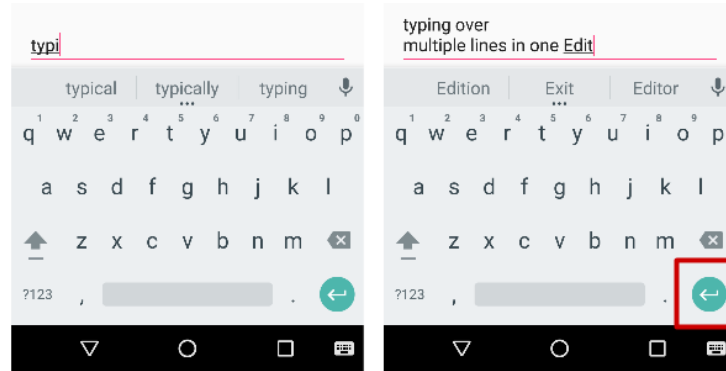 typi
typical typically typing
1 2 3 4 5 6 7 8 9 0
q w e r t y u i o p
a s d f g h j k l
z x c v b n m
?123 , .
typing over
multiple lines in one Edit
Edition Exit Editor
1 2 3 4 5 6 7 8 9
q w e r t y u i o p
a s d f g h j k l
z x c v b n m
?123 , .